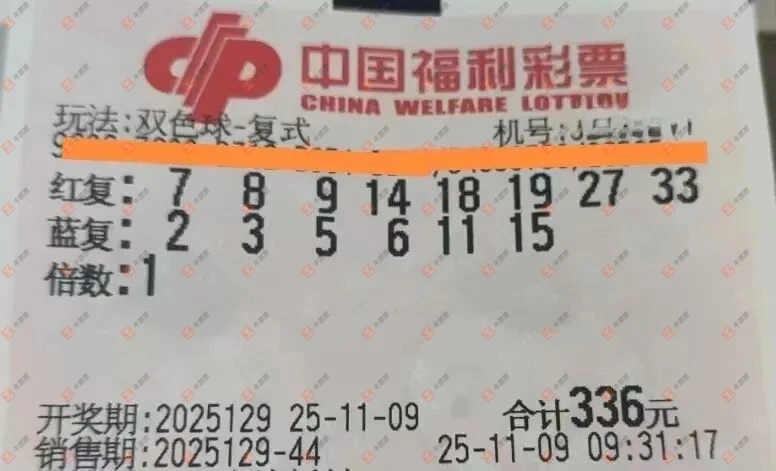 中国福利彩票
CHINA WELFARE LOTTERY
玩法:双色球-复式 机号:
红复: 7 8 9 14 18 19 27 33
蓝复: 2 3 5 6 11 15
倍数:1
开奖期:2025129 25-11-09 合计336元
销售期:2025129-44 25-11-09 09:31:17